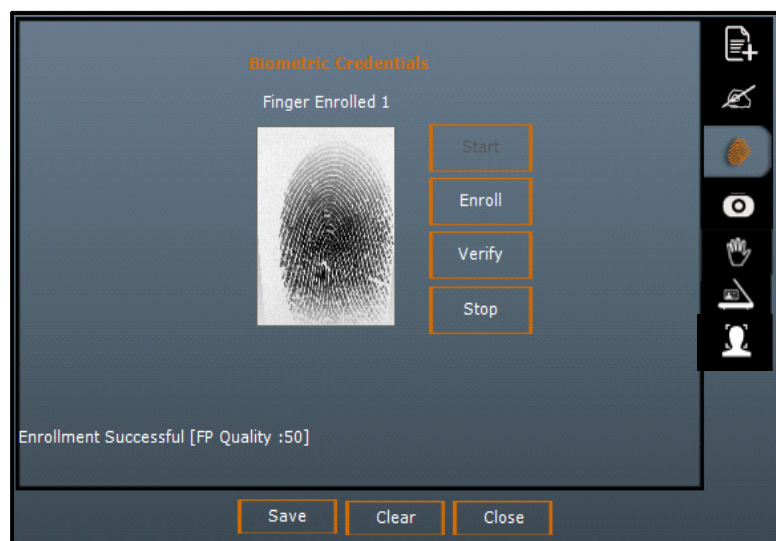 Biometric Credentials
Finger Enrolled 1
Start
Enroll
Verify
Stop
Enrollment Successful [FP Quality :50]
Save Clear Close